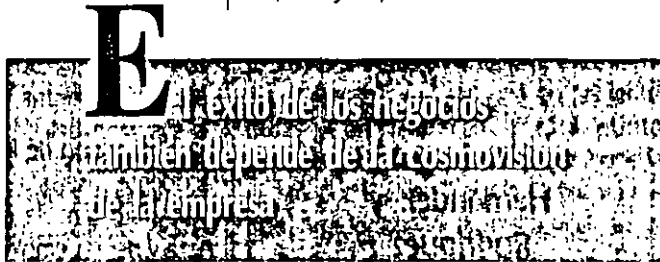 El éxito de los negocios
también depende de la cosmovisión
de la empresa